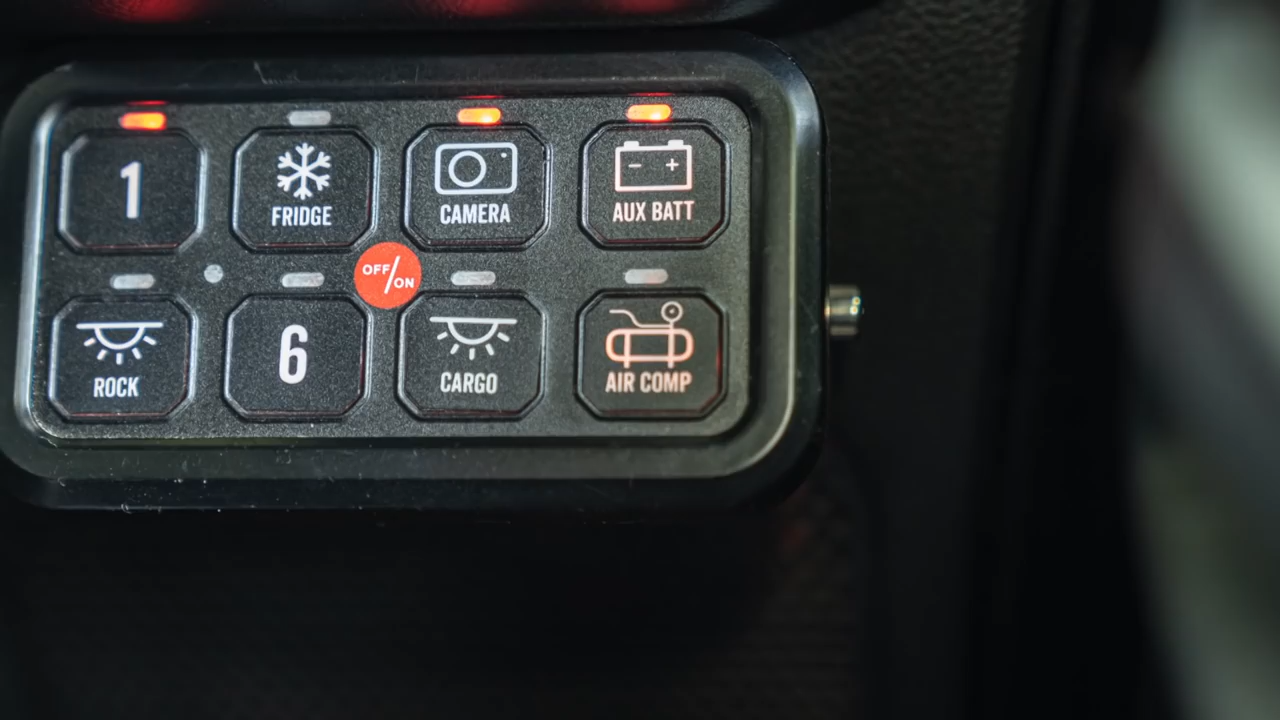 1
FRIDGE
CAMERA
- +
AUX BATT
OFF/ON
ROCK
6
CARGO
AIR COMP